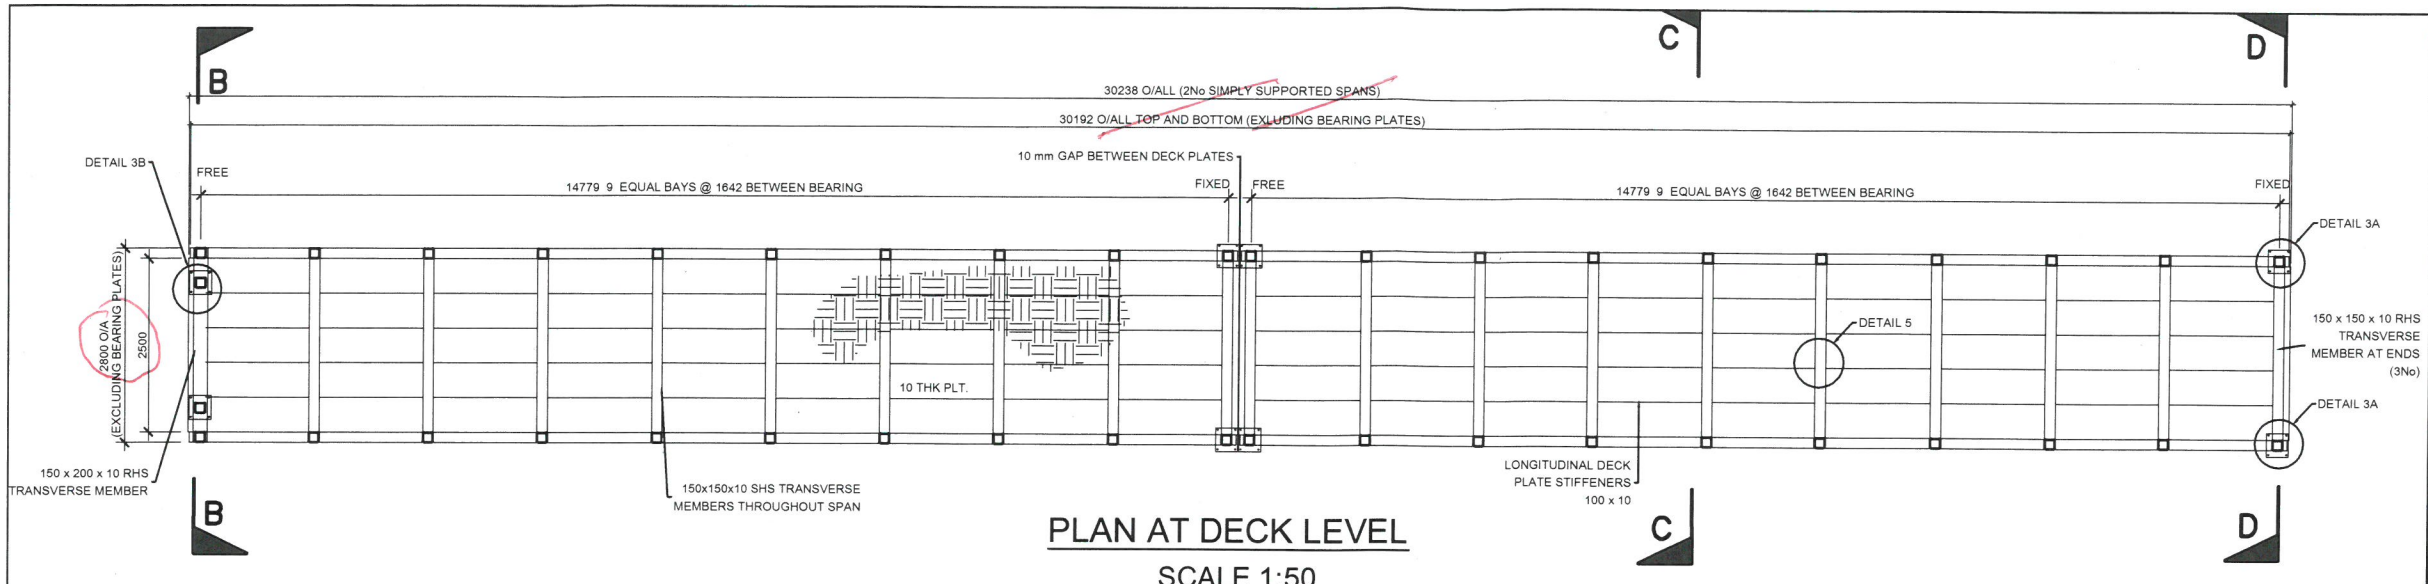 B
C
D
30238 O/ALL (2No SIMPLY SUPPORTED SPANS)
30192 O/ALL TOP AND BOTTOM (EXLUDING BEARING PLATES)
DETAIL 3B
10 mm GAP BETWEEN DECK PLATES
FREE
14779 9 EQUAL BAYS @ 1642 BETWEEN BEARING
FIXED
FREE
14779 9 EQUAL BAYS @ 1642 BETWEEN BEARING
FIXED
DETAIL 3A
2800 O/A
(EXCLUDING BEARING PLATES)
2500
DETAIL 5
150 x 150 x 10 RHS
TRANSVERSE
MEMBER AT ENDS
(3No)
10 THK PLT.
DETAIL 3A
150 x 200 x 10 RHS
TRANSVERSE MEMBER
150x150x10 SHS TRANSVERSE
MEMBERS THROUGHOUT SPAN
LONGITUDINAL DECK
PLATE STIFFENERS
100 x 10
B
C
D
PLAN AT DECK LEVEL
SCALE 1:50